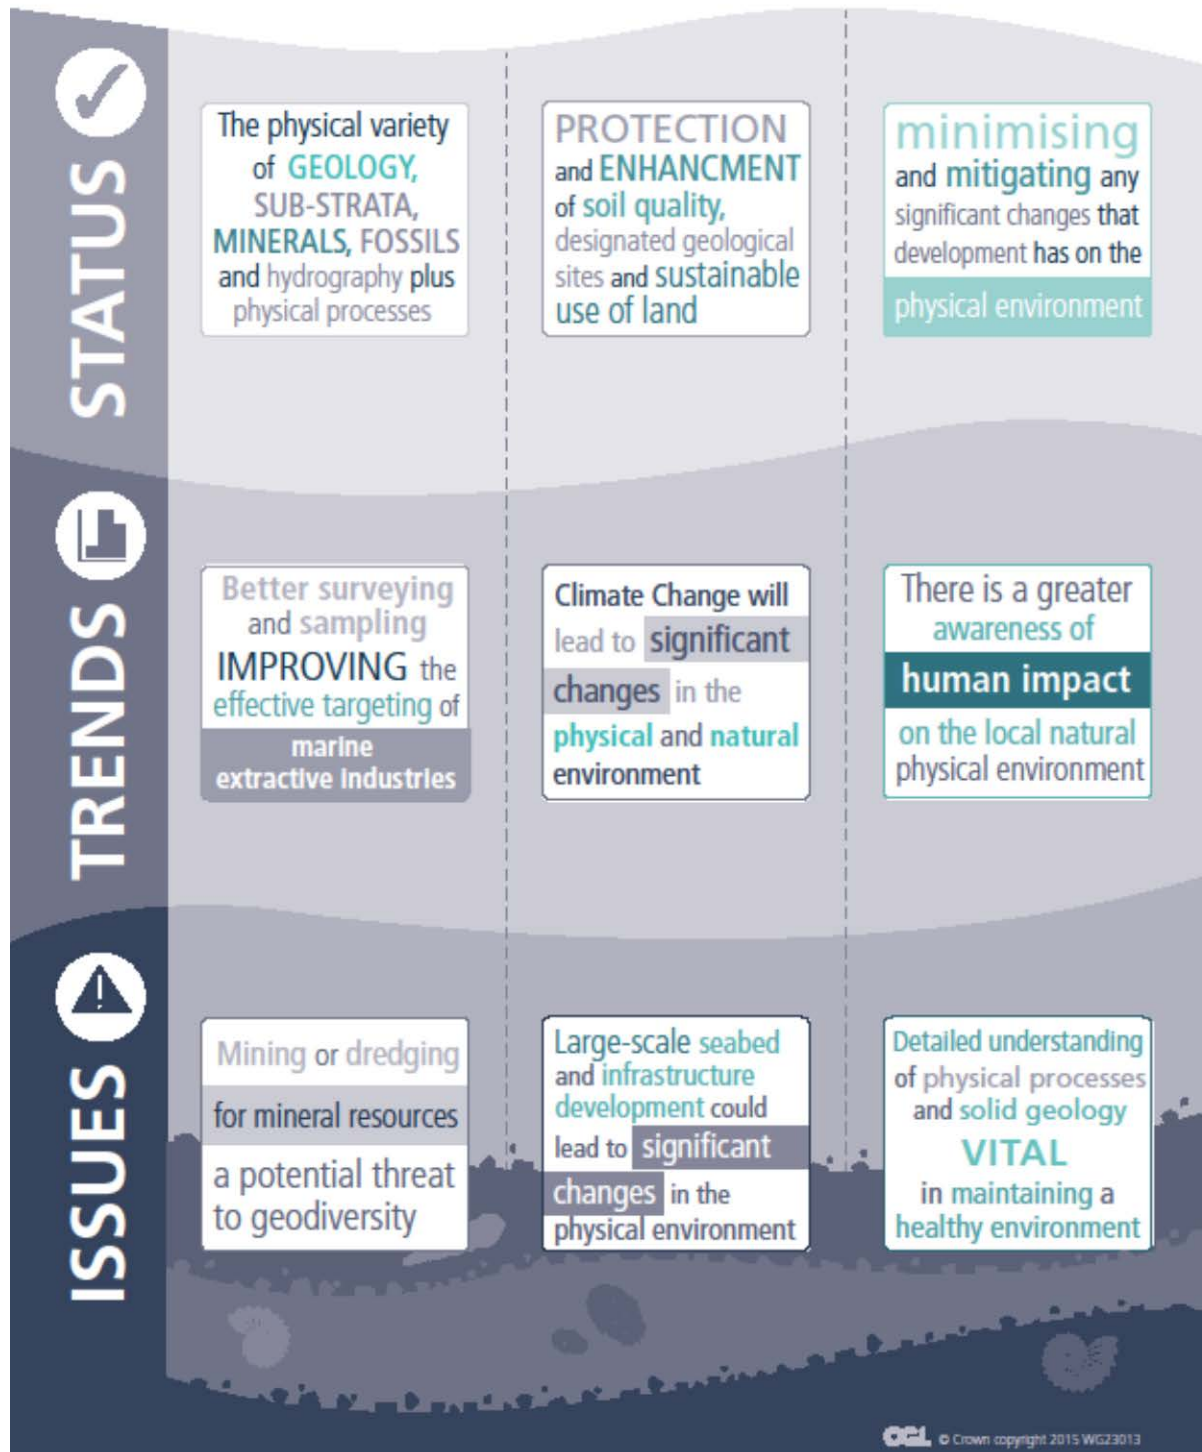 STATUS
The physical variety
of GEOLOGY,
SUB-STRATA,
MINERALS, FOSSILS
and hydrography plus
physical processes
PROTECTION
and ENHANCMENT
of soil quality,
designated geological
sites and sustainable
use of land
minimising
and mitigating any
significant changes that
development has on the
physical environment
TRENDS
Better surveying
and sampling
IMPROVING the
effective targeting of
marine
extractive industries
Climate Change will
lead to significant
changes in the
physical and natural
environment
There is a greater
awareness of
human impact
on the local natural
physical environment
ISSUES
Mining or dredging
for mineral resources
a potential threat
to geodiversity
Large-scale seabed
and infrastructure
development could
lead to significant
changes in the
physical environment
Detailed understanding
of physical processes
and solid geology
VITAL
in maintaining a
healthy environment
OGL © Crown copyright 2015 WG23013